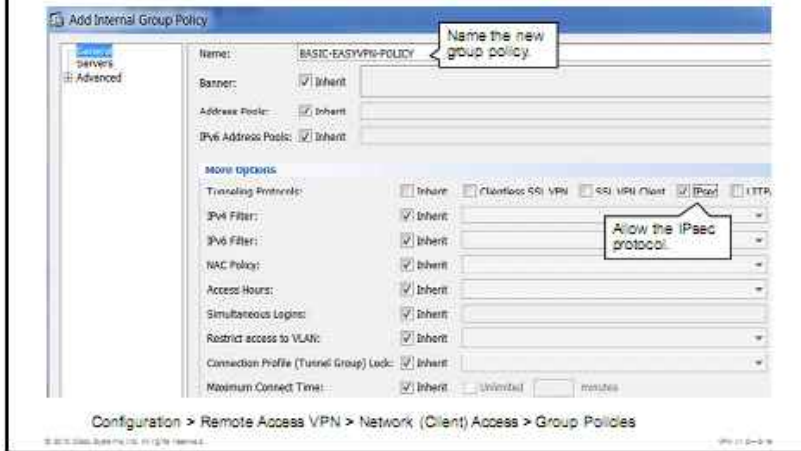 Add Internal Group Policy
Name the new
group policy.
General
Servers
Advanced
Name: BASIC-EASYVPN-POLICY
Banner: Inherit
Address Pools: Inherit
IPv6 Address Pools: Inherit
More Options
Tunneling Protocols: Inherit Clientless SSL VPN SSL VPN Client IPsec L2TP/
IPv4 Filter: Inherit
IPv6 Filter: Inherit
Allow the IPsec
protocol.
NAC Policy: Inherit
Access Hours: Inherit
Simultaneous Logins: Inherit
Restrict access to VLAN: Inherit
Connection Profile (Tunnel Group) Lock: Inherit
Maximum Connect Time: Inherit Unlimited minutes
Configuration > Remote Access VPN > Network (Client) Access > Group Policies